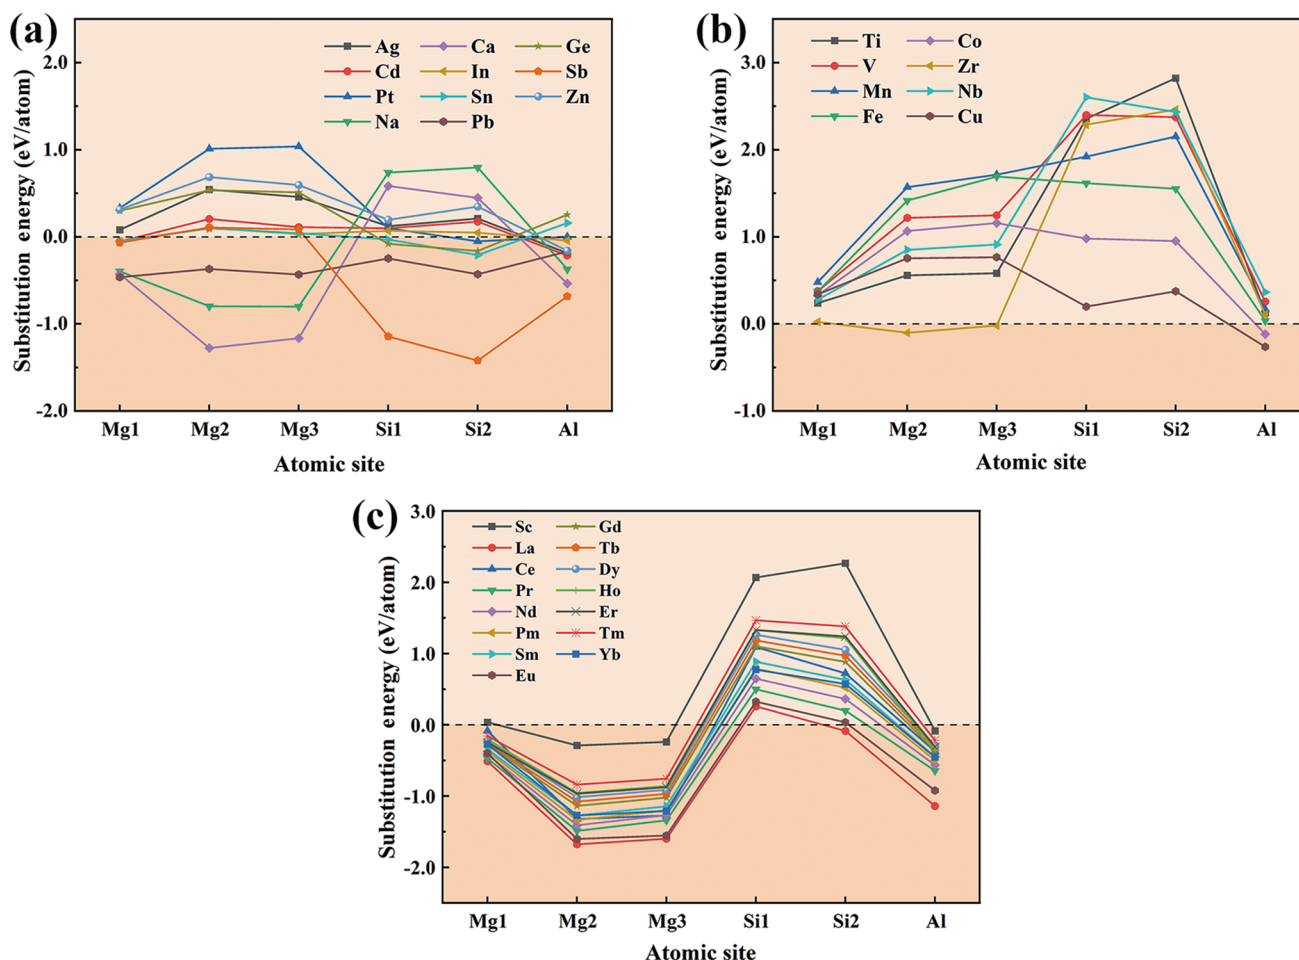 (a)
Substitution energy (eV/atom)
2.0
1.0
0.0
-1.0
-2.0
Ag Ca Ge
Cd In Sb
Pt Sn Zn
Na Pb
Mg1 Mg2 Mg3 Si1 Si2 Al
Atomic site
(b)
Substitution energy (eV/atom)
3.0
2.0
1.0
0.0
-1.0
Ti Co
V Zr
Mn Nb
Fe Cu
Mg1 Mg2 Mg3 Si1 Si2 Al
Atomic site
(c)
Substitution energy (eV/atom)
3.0
2.0
1.0
0.0
-1.0
-2.0
Sc Gd
La Tb
Ce Dy
Pr Ho
Nd Er
Pm Tm
Sm Yb
Eu
Mg1 Mg2 Mg3 Si1 Si2 Al
Atomic site